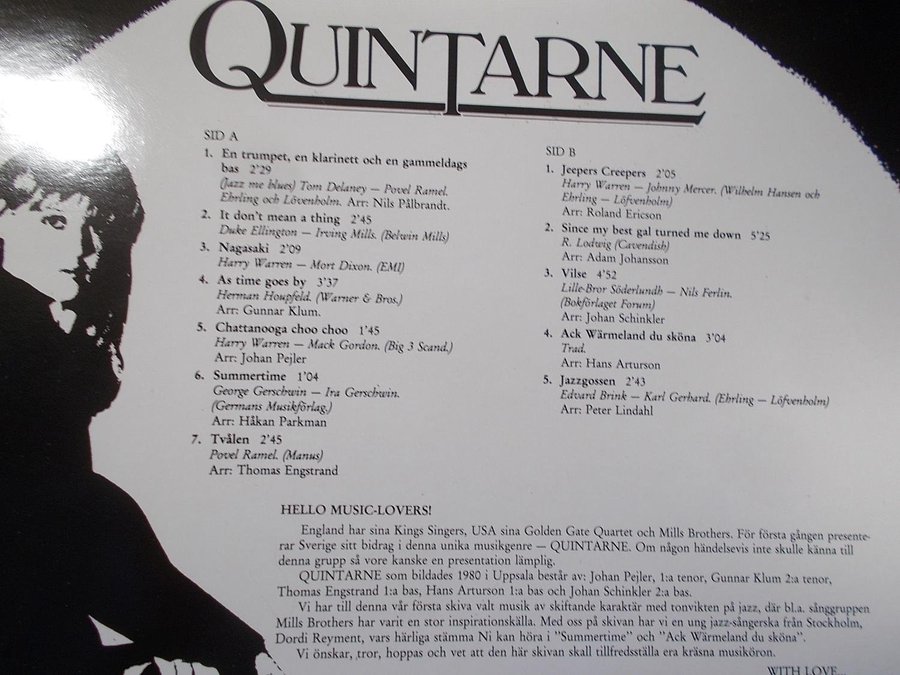 QUINTARNE
SID A
1. En trumpet, en klarinett och en gammeldags
bas 2'29
(Jazz me blues) Tom Delaney — Povel Ramel.
Ehrling och Lövenholm. Arr: Nils Pålbrandt.
2. It don't mean a thing 2'45
Duke Ellington — Irving Mills. (Belwin Mills)
3. Nagasaki 2'09
Harry Warren — Mort Dixon. (EMI)
4. As time goes by 3'37
Herman Houpfeld. (Warner & Bros.)
Arr: Gunnar Klum.
5. Chattanooga choo choo 1'45
Harry Warren — Mack Gordon. (Big 3 Scand.)
Arr: Johan Pejler
6. Summertime 1'04
George Gerschwin — Ira Gerschwin.
(Germans Musikförlag.)
Arr: Håkan Parkman
7. Tvålen 2'45
Povel Ramel. (Manus)
Arr: Thomas Engstrand
SID B
1. Jeepers Creepers 2'05
Harry Warren — Johnny Mercer. (Wilhelm Hansen och
Ehrling — Löfvenholm)
Arr: Roland Ericson
2. Since my best gal turned me down 5'25
R. Lodwig (Cavendish)
Arr: Adam Johansson
3. Vilse 4'52
Lille-Bror Söderlundh — Nils Ferlin.
(Bokförlaget Forum)
Arr: Johan Schinkler
4. Ack Wärmeland du sköna 3'04
Trad.
Arr: Hans Arturson
5. Jazzgossen 2'43
Edvard Brink — Karl Gerhard. (Ehrling — Löfvenholm)
Arr: Peter Lindahl
HELLO MUSIC-LOVERS!
England har sina Kings Singers, USA sina Golden Gate Quartet och Mills Brothers. För första gången presente-
rar Sverige sitt bidrag i denna unika musikgenre — QUINTARNE. Om någon händelsevis inte skulle känna till
denna grupp så vore kanske en presentation lämplig.
QUINTARNE som bildades 1980 i Uppsala består av: Johan Pejler, 1:a tenor, Gunnar Klum 2:a tenor,
Thomas Engstrand 1:a bas, Hans Arturson 1:a bas och Johan Schinkler 2:a bas.
Vi har till denna vår första skiva valt musik av skiftande karaktär med tonvikten på jazz, där bl.a. sånggruppen
Mills Brothers har varit en stor inspirationskälla. Med oss på skivan har vi en ung jazz-sångerska från Stockholm,
Dordi Reyment, vars härliga stämma Ni kan höra i "Summertime" och "Ack Wärmeland du sköna".
Vi önskar, tror, hoppas och vet att den här skivan skall tillfredsställa era kräsna musiköron.
WITH LOVE...